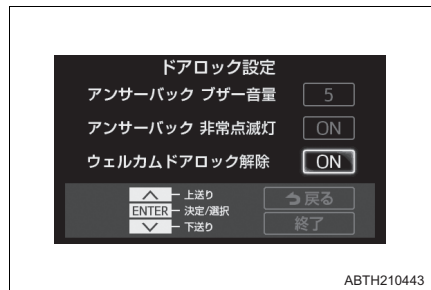 ドアロック設定
アンサーバック ブザー音量 5
アンサーバック 非常点滅灯 ON
ウェルカムドアロック解除 ON
上送り
ENTER 決定/選択
下送り
戻る
終了
ABTH210443